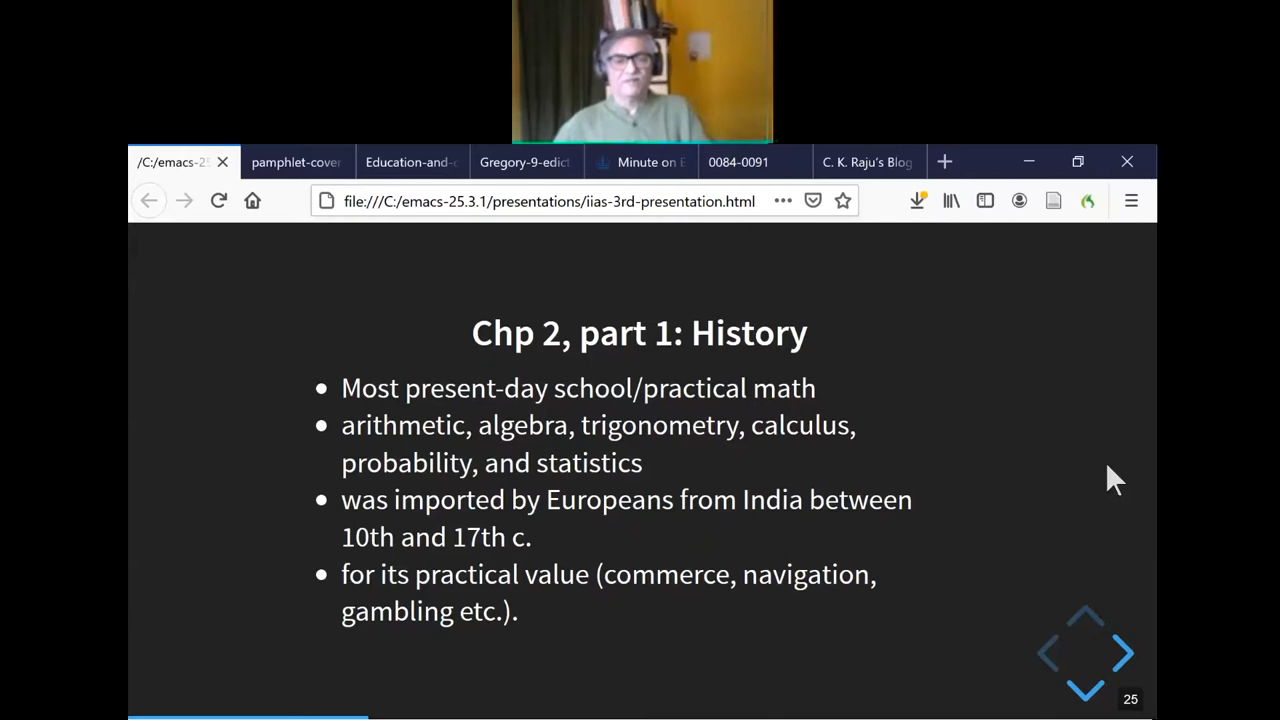 /C:/emacs-25
pamphlet-cover
Education-and-c
Gregory-9-edict
Minute on E
0084-0091
C. K. Raju's Blog
file:///C:/emacs-25.3.1/presentations/iias-3rd-presentation.html
Chp 2, part 1: History
• Most present-day school/practical math
• arithmetic, algebra, trigonometry, calculus,
probability, and statistics
• was imported by Europeans from India between
10th and 17th c.
• for its practical value (commerce, navigation,
gambling etc.).
25